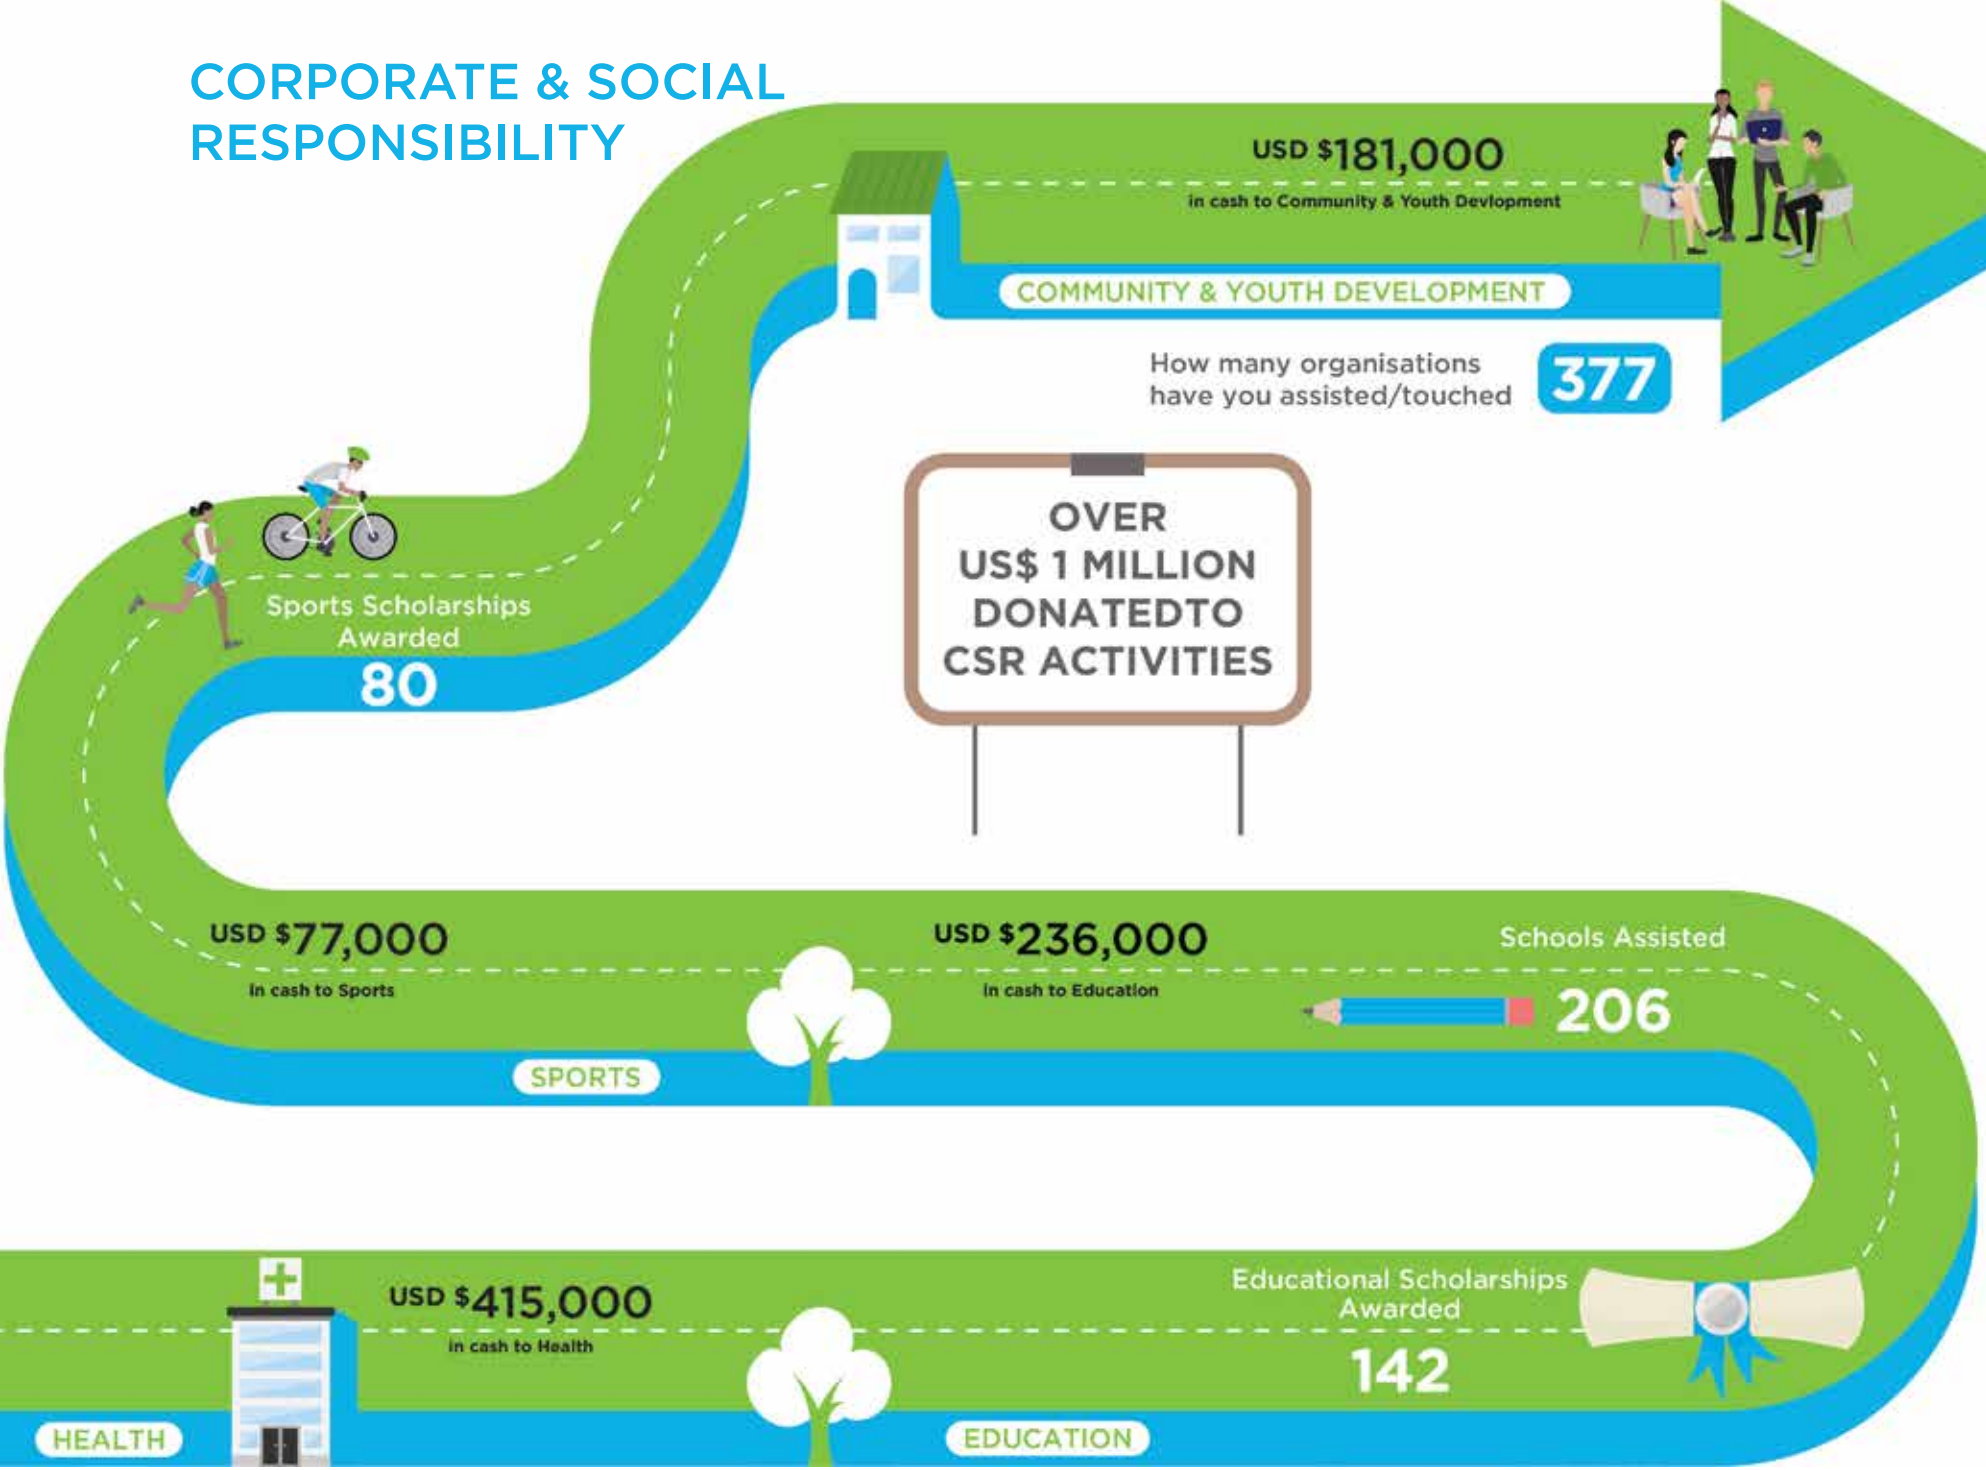 CORPORATE & SOCIAL
RESPONSIBILITY
USD $181,000
in cash to Community & Youth Devlopment
COMMUNITY & YOUTH DEVELOPMENT
How many organisations
have you assisted/touched
377
OVER
US$ 1 MILLION
DONATEDTO
CSR ACTIVITIES
Sports Scholarships
Awarded
80
USD $77,000
in cash to Sports
USD $236,000
in cash to Education
Schools Assisted
206
SPORTS
USD $415,000
in cash to Health
Educational Scholarships
Awarded
142
HEALTH
EDUCATION